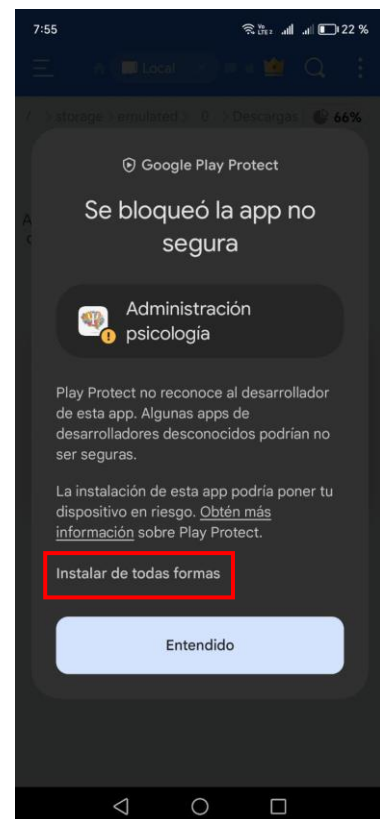 7:55
22 %
Local
storage > emulated > 0 > Descargas
66%
Google Play Protect
Se bloqueó la app no
segura
Administración
psicología
Play Protect no reconoce al desarrollador
de esta app. Algunas apps de
desarrolladores desconocidos podrían no
ser seguras.
La instalación de esta app podría poner tu
dispositivo en riesgo. Obtén más
información sobre Play Protect.
Instalar de todas formas
Entendido